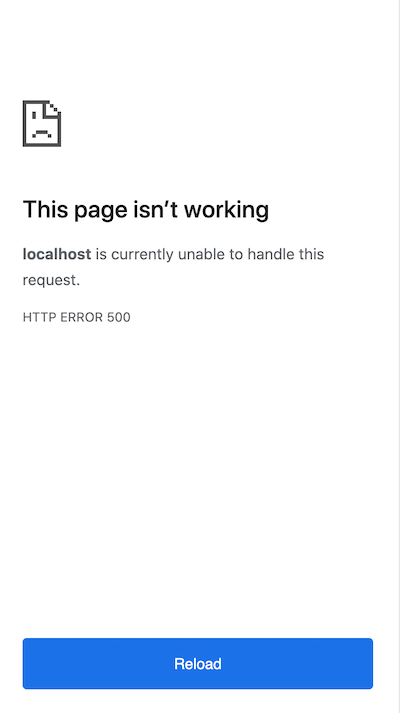 This page isn’t working
localhost is currently unable to handle this
request.
HTTP ERROR 500
Reload